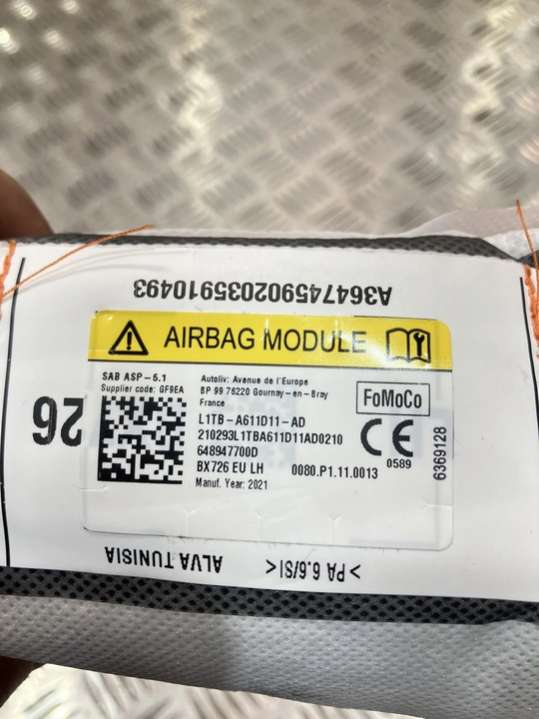 A364745902035910493
AIRBAG MODULE
SAB ASP-5.1
Supplier code: GF9EA
Autoliv: Avenue de l'Europe
BP 99 76220 Gournay-en-Bray
France
FoMoCo
26
L1TB-A611D11-AD
210293L1TBA611D11AD0210
648947700D
BX726 EU LH 0080.P1.11.0013
Manuf. Year: 2021
CE
0589
6369128
>PA 6.6/SI<
ALVA TUNISIA